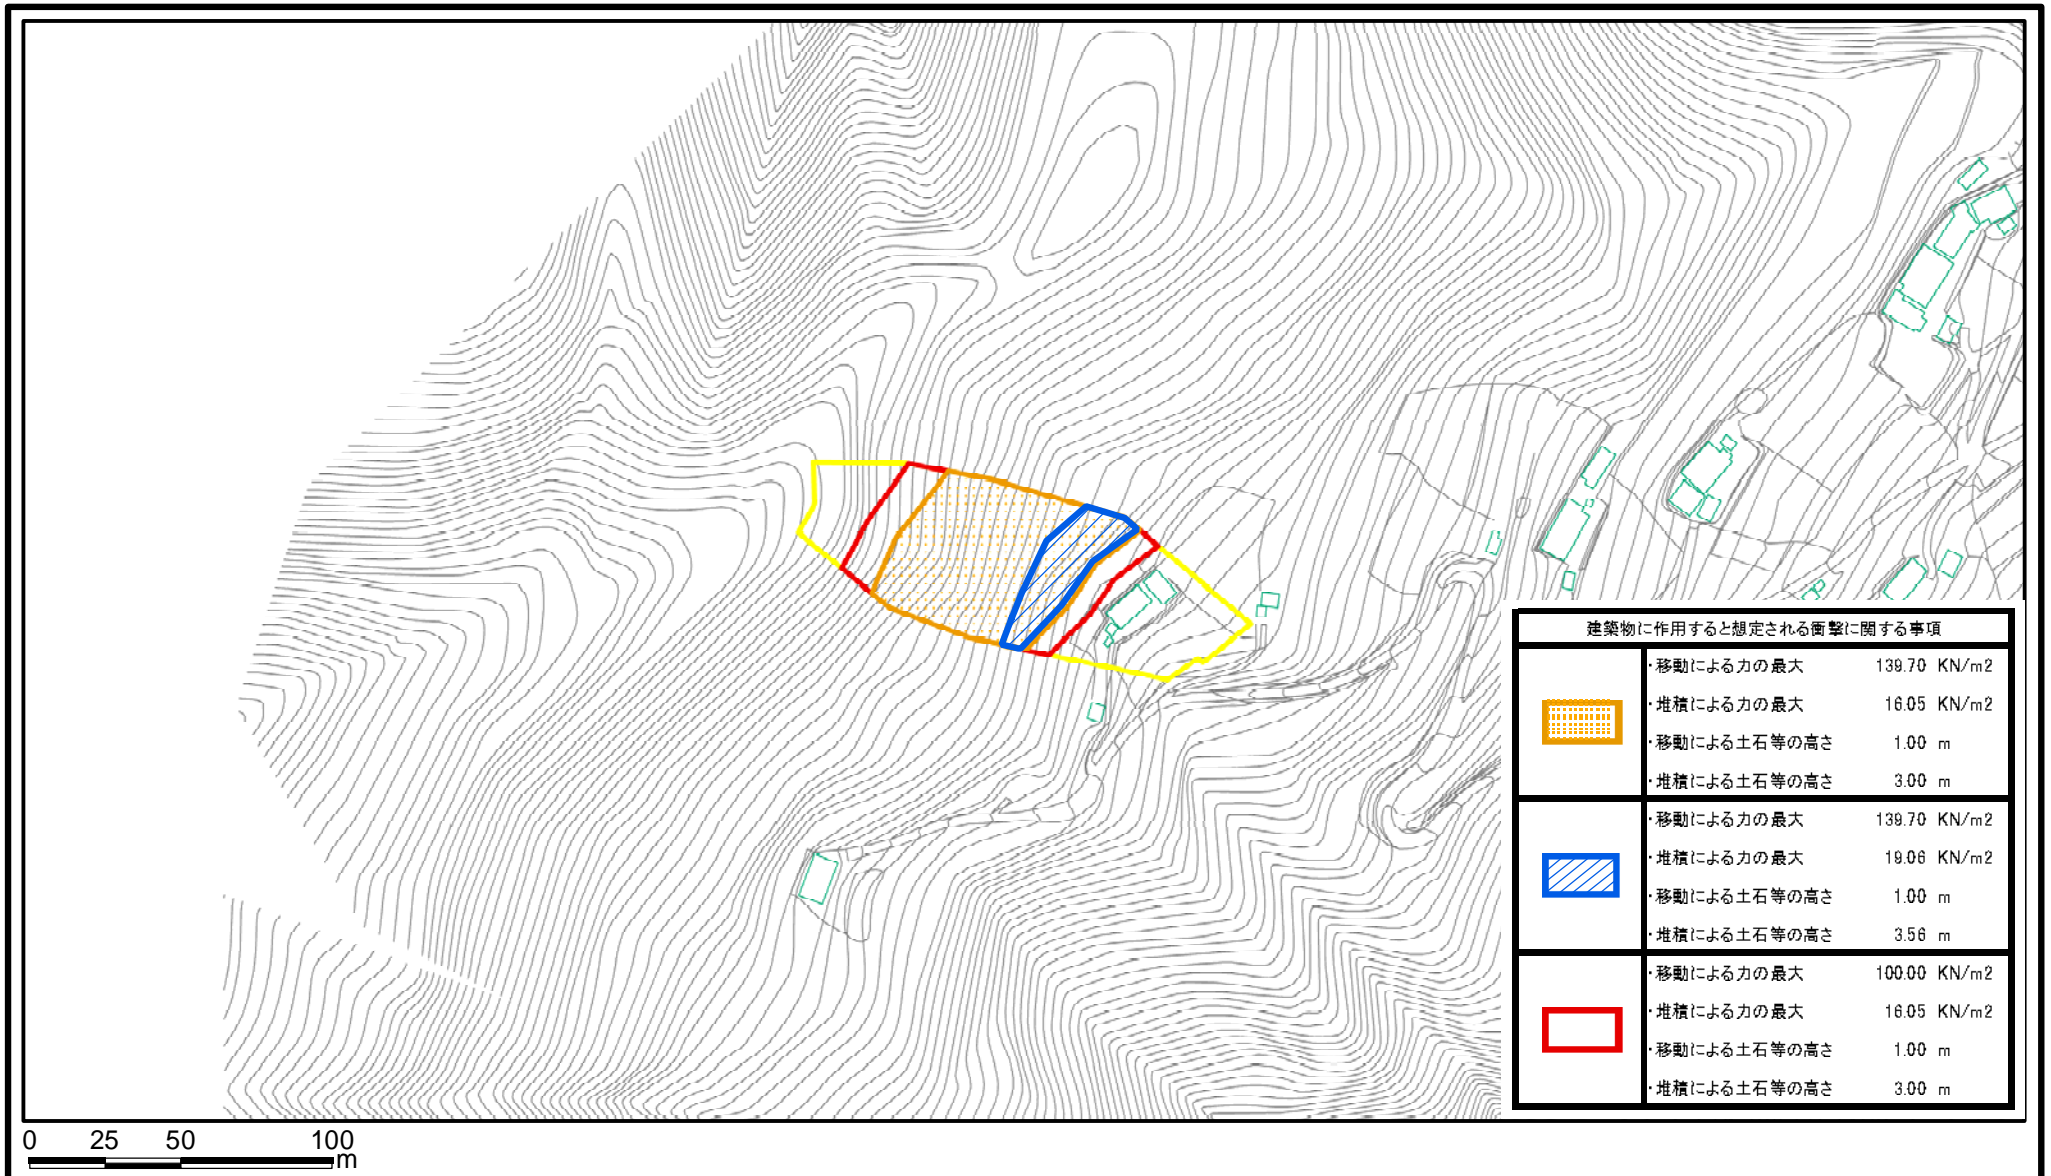 建築物に作用すると想定される衝撃に関する事項
・移動による力の最大 139.70 KN/m2
・堆積による力の最大 16.05 KN/m2
・移動による土石等の高さ 1.00 m
・堆積による土石等の高さ 3.00 m
・移動による力の最大 139.70 KN/m2
・堆積による力の最大 19.06 KN/m2
・移動による土石等の高さ 1.00 m
・堆積による土石等の高さ 3.56 m
・移動による力の最大 100.00 KN/m2
・堆積による力の最大 16.05 KN/m2
・移動による土石等の高さ 1.00 m
・堆積による土石等の高さ 3.00 m
0 25 50 100
m